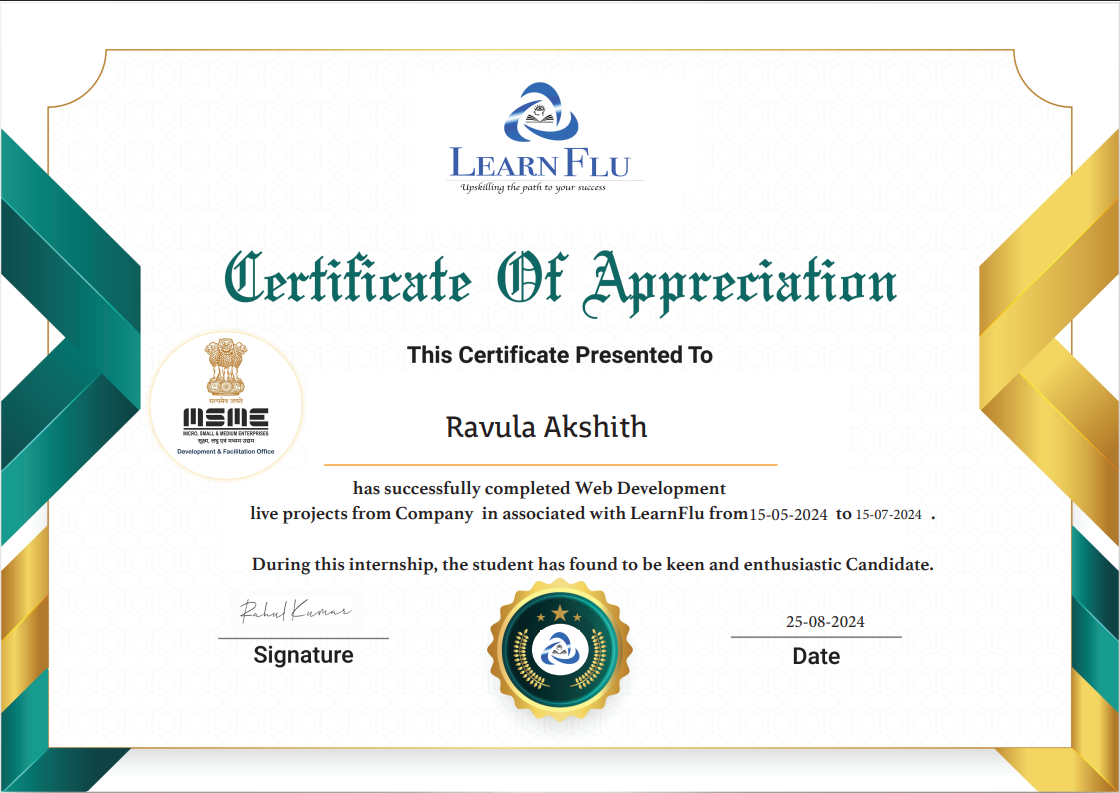 LEARN FLU
Upskilling the path to your success
Certificate Of Appreciation
This Certificate Presented To
सत्यमेव जयते
MSME
MICRO, SMALL & MEDIUM ENTERPRISES
सूक्ष्म, लघु एवं मध्यम उद्यम
Development & Facilitation Office
Ravula Akshith
has successfully completed Web Development
live projects from Company in associated with LearnFlu from 15-05-2024 to 15-07-2024 .
During this internship, the student has found to be keen and enthusiastic Candidate.
Rahul Kumar
25-08-2024
Signature
Date